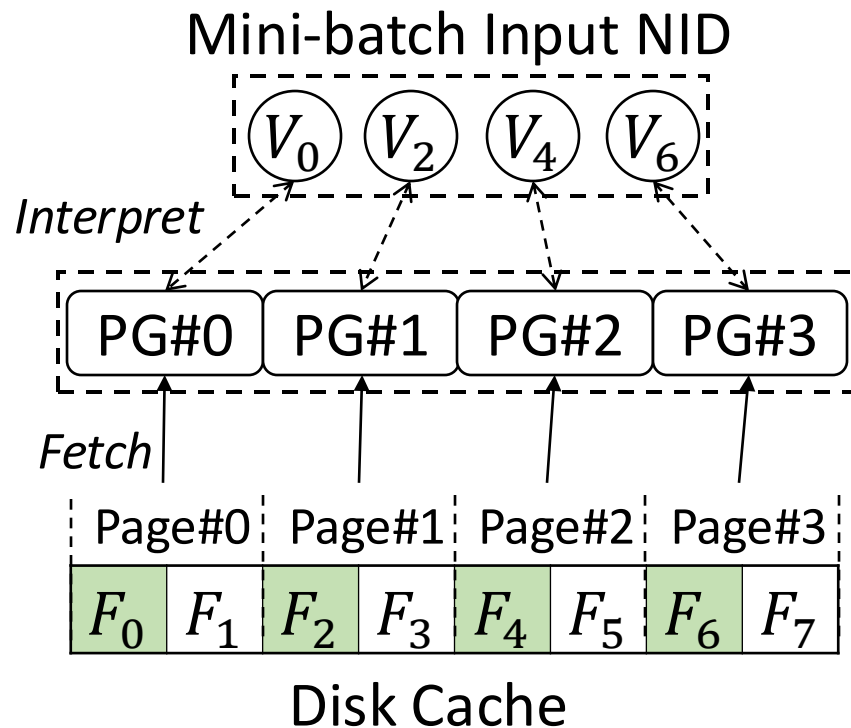 Mini-batch Input NID
V₀ V₂ V₄ V₆
Interpret
PG#0 PG#1 PG#2 PG#3
Fetch
Page#0 Page#1 Page#2 Page#3
F₀ F₁ F₂ F₃ F₄ F₅ F₆ F₇
Disk Cache